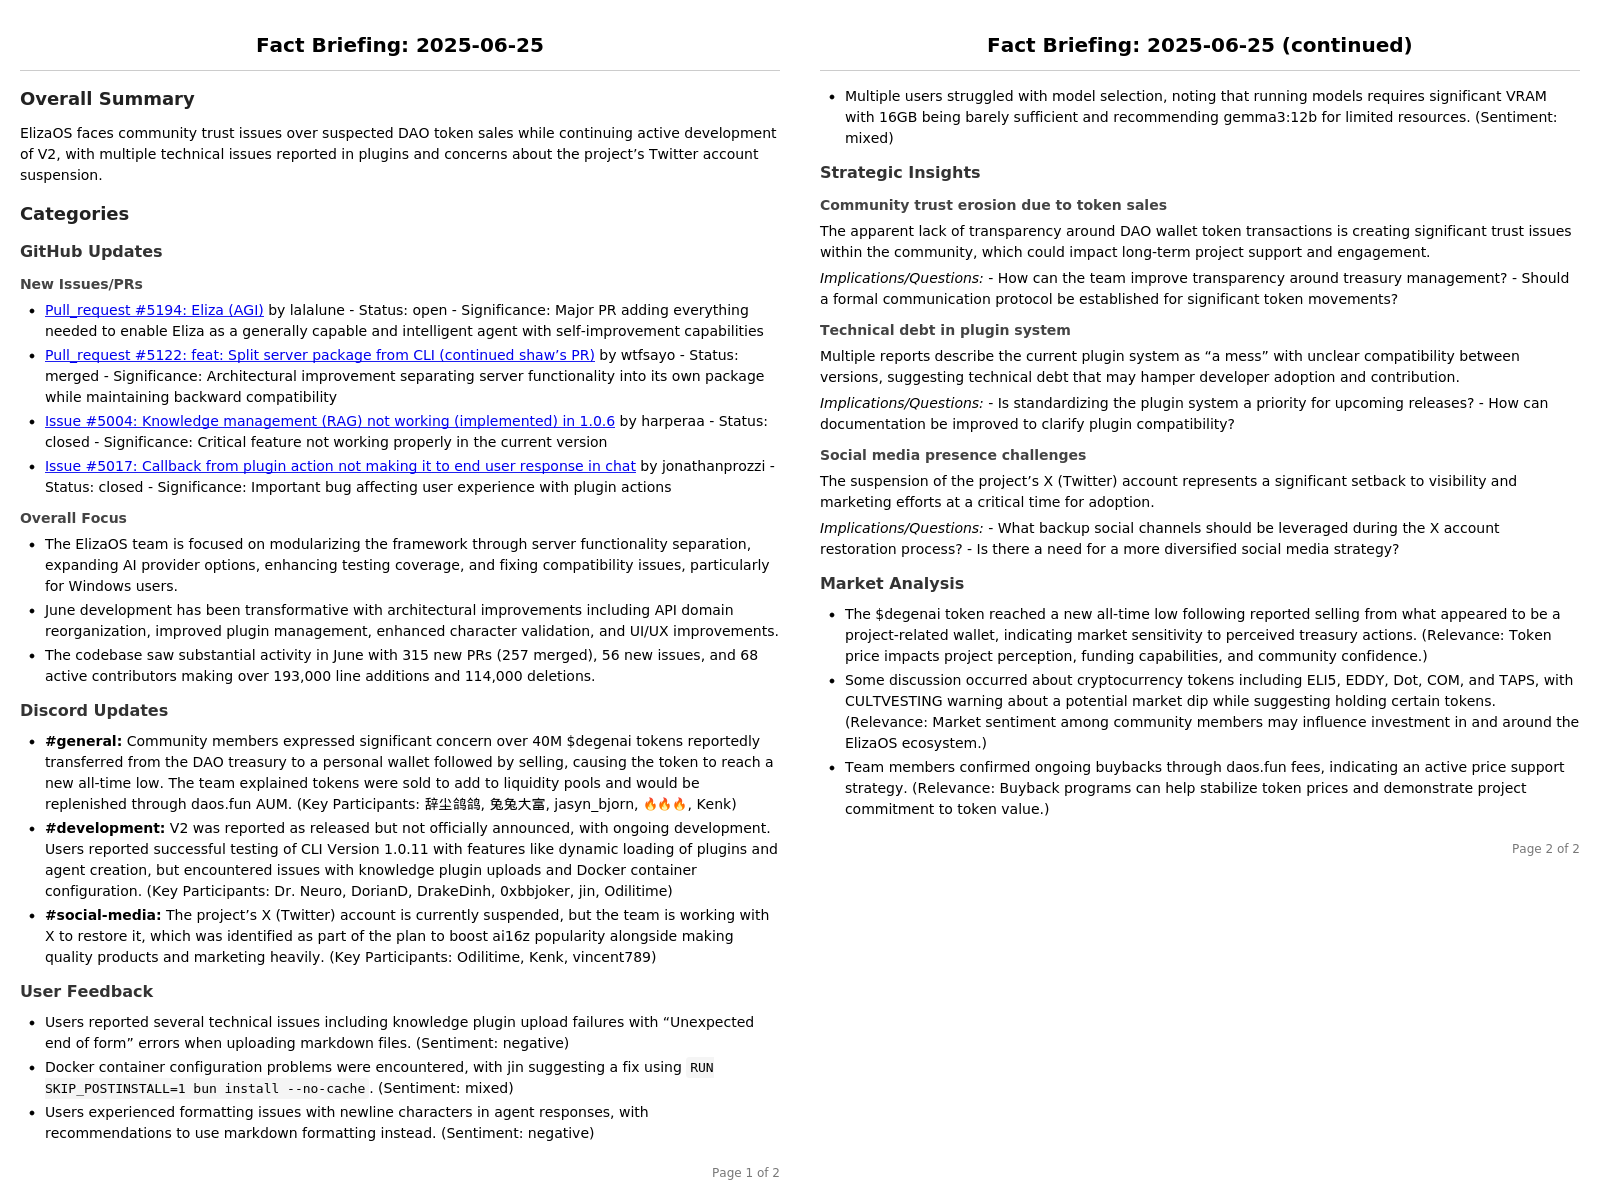 Fact Briefing: 2025-06-25
Overall Summary
ElizaOS faces community trust issues over suspected DAO token sales while continuing active development
of V2, with multiple technical issues reported in plugins and concerns about the project’s Twitter account
suspension.
Categories
GitHub Updates
New Issues/PRs
• Pull_request #5194: Eliza (AGI) by lalalune - Status: open - Significance: Major PR adding everything
needed to enable Eliza as a generally capable and intelligent agent with self-improvement capabilities
• Pull_request #5122: feat: Split server package from CLI (continued shaw’s PR) by wtfsayo - Status:
merged - Significance: Architectural improvement separating server functionality into its own package
while maintaining backward compatibility
• Issue #5004: Knowledge management (RAG) not working (implemented) in 1.0.6 by harperaa - Status:
closed - Significance: Critical feature not working properly in the current version
• Issue #5017: Callback from plugin action not making it to end user response in chat by jonathanprozzi -
Status: closed - Significance: Important bug affecting user experience with plugin actions
Overall Focus
• The ElizaOS team is focused on modularizing the framework through server functionality separation,
expanding AI provider options, enhancing testing coverage, and fixing compatibility issues, particularly
for Windows users.
• June development has been transformative with architectural improvements including API domain
reorganization, improved plugin management, enhanced character validation, and UI/UX improvements.
• The codebase saw substantial activity in June with 315 new PRs (257 merged), 56 new issues, and 68
active contributors making over 193,000 line additions and 114,000 deletions.
Discord Updates
• #general: Community members expressed significant concern over 40M $degenai tokens reportedly
transferred from the DAO treasury to a personal wallet followed by selling, causing the token to reach a
new all-time low. The team explained tokens were sold to add to liquidity pools and would be
replenished through daos.fun AUM. (Key Participants: 辞尘鸽鸽, 兔兔大富, jasyn_bjorn, 🔥🔥🔥, Kenk)
• #development: V2 was reported as released but not officially announced, with ongoing development.
Users reported successful testing of CLI Version 1.0.11 with features like dynamic loading of plugins and
agent creation, but encountered issues with knowledge plugin uploads and Docker container
configuration. (Key Participants: Dr. Neuro, DorianD, DrakeDinh, 0xbbjoker, jin, Odilitime)
• #social-media: The project’s X (Twitter) account is currently suspended, but the team is working with
X to restore it, which was identified as part of the plan to boost ai16z popularity alongside making
quality products and marketing heavily. (Key Participants: Odilitime, Kenk, vincent789)
User Feedback
• Users reported several technical issues including knowledge plugin upload failures with “Unexpected
end of form” errors when uploading markdown files. (Sentiment: negative)
• Docker container configuration problems were encountered, with jin suggesting a fix using RUN
SKIP_POSTINSTALL=1 bun install --no-cache. (Sentiment: mixed)
• Users experienced formatting issues with newline characters in agent responses, with
recommendations to use markdown formatting instead. (Sentiment: negative)
Page 1 of 2
Fact Briefing: 2025-06-25 (continued)
• Multiple users struggled with model selection, noting that running models requires significant VRAM
with 16GB being barely sufficient and recommending gemma3:12b for limited resources. (Sentiment:
mixed)
Strategic Insights
Community trust erosion due to token sales
The apparent lack of transparency around DAO wallet token transactions is creating significant trust issues
within the community, which could impact long-term project support and engagement.
Implications/Questions: - How can the team improve transparency around treasury management? - Should
a formal communication protocol be established for significant token movements?
Technical debt in plugin system
Multiple reports describe the current plugin system as “a mess” with unclear compatibility between
versions, suggesting technical debt that may hamper developer adoption and contribution.
Implications/Questions: - Is standardizing the plugin system a priority for upcoming releases? - How can
documentation be improved to clarify plugin compatibility?
Social media presence challenges
The suspension of the project’s X (Twitter) account represents a significant setback to visibility and
marketing efforts at a critical time for adoption.
Implications/Questions: - What backup social channels should be leveraged during the X account
restoration process? - Is there a need for a more diversified social media strategy?
Market Analysis
• The $degenai token reached a new all-time low following reported selling from what appeared to be a
project-related wallet, indicating market sensitivity to perceived treasury actions. (Relevance: Token
price impacts project perception, funding capabilities, and community confidence.)
• Some discussion occurred about cryptocurrency tokens including ELI5, EDDY, Dot, COM, and TAPS, with
CULTVESTING warning about a potential market dip while suggesting holding certain tokens.
(Relevance: Market sentiment among community members may influence investment in and around the
ElizaOS ecosystem.)
• Team members confirmed ongoing buybacks through daos.fun fees, indicating an active price support
strategy. (Relevance: Buyback programs can help stabilize token prices and demonstrate project
commitment to token value.)
Page 2 of 2